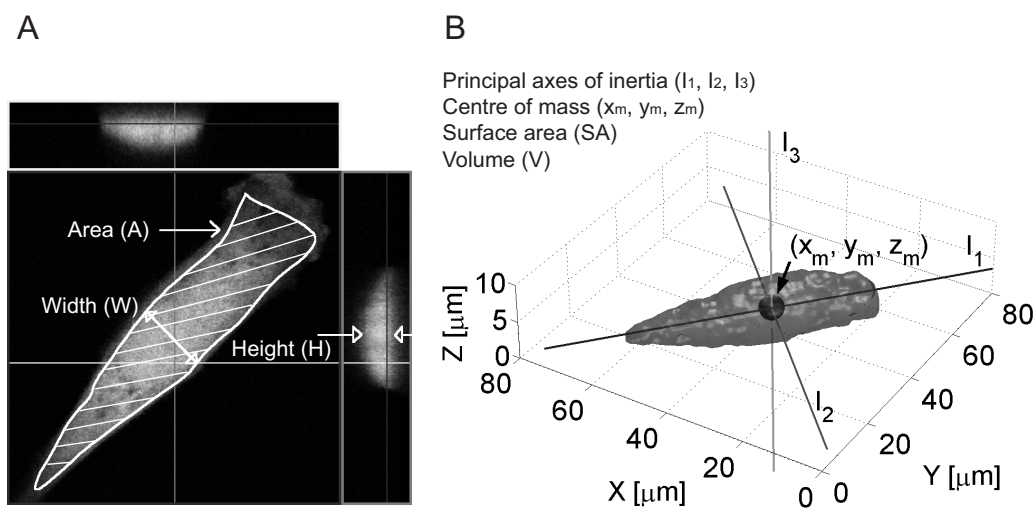 A
Area (A)
Width (W)
Height (H)
B
Principal axes of inertia (I₁, I₂, I₃)
Centre of mass (xₘ, yₘ, zₘ)
Surface area (SA)
Volume (V)
I₃
(xₘ, yₘ, zₘ)
I₁
I₂
Z [μm]
10
5
0
80
60
40
20
0
X [μm]
0
20
40
60
80
Y [μm]